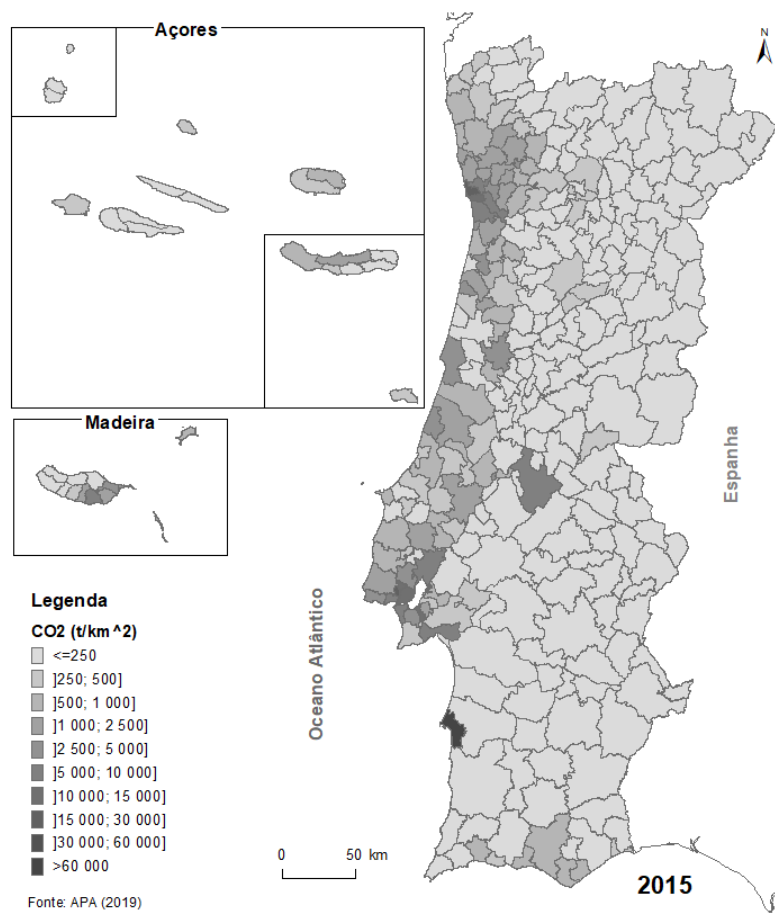 Açores
N
Madeira
Espanha
Oceano Atlântico
Legenda
CO2 (t/km^2)
<=250
]250; 500]
]500; 1 000]
]1 000; 2 500]
]2 500; 5 000]
]5 000; 10 000]
]10 000; 15 000]
]15 000; 30 000]
]30 000; 60 000]
>60 000
0 50 km
2015
Fonte: APA (2019)